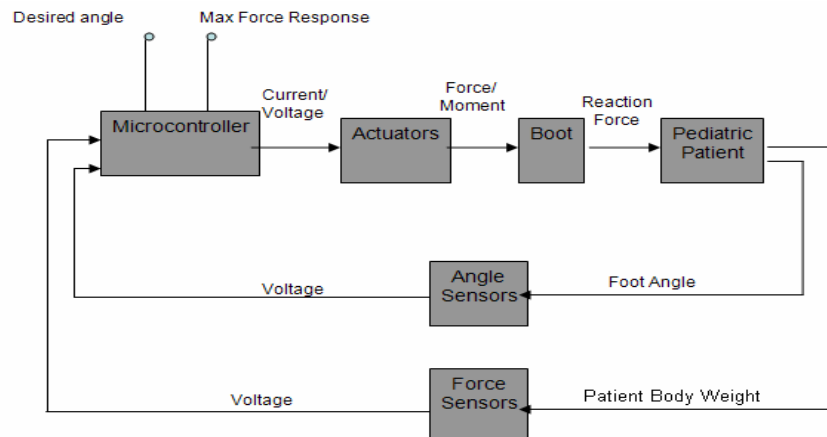 Desired angle
Max Force Response
Microcontroller
Current/
Voltage
Actuators
Force/
Moment
Boot
Reaction
Force
Pediatric
Patient
Angle
Sensors
Voltage
Foot Angle
Force
Sensors
Voltage
Patient Body Weight